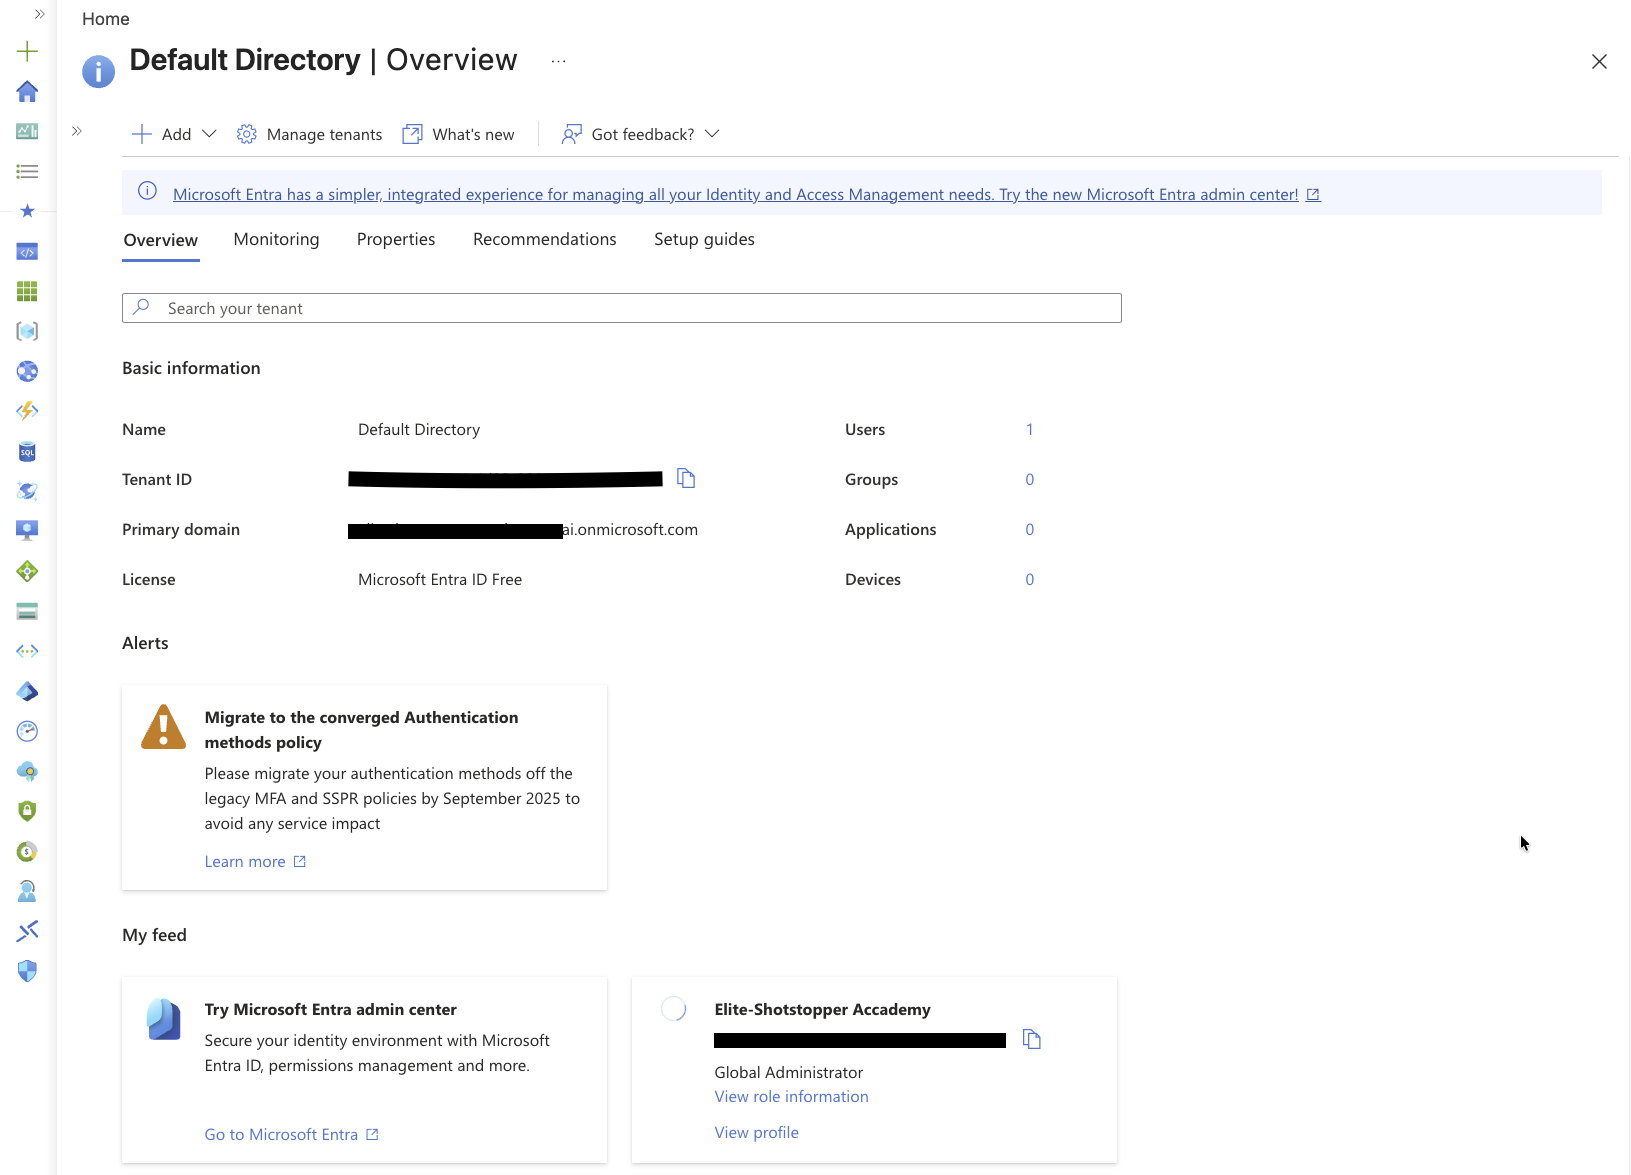 Home
Default Directory | Overview ...
Add
Manage tenants
What's new
Got feedback?
Microsoft Entra has a simpler, integrated experience for managing all your Identity and Access Management needs. Try the new Microsoft Entra admin center!
Overview Monitoring Properties Recommendations Setup guides
Search your tenant
Basic information
Name Default Directory Users 1
Tenant ID Groups 0
Primary domain ai.onmicrosoft.com Applications 0
License Microsoft Entra ID Free Devices 0
Alerts
Migrate to the converged Authentication
methods policy
Please migrate your authentication methods off the
legacy MFA and SSPR policies by September 2025 to
avoid any service impact
Learn more
My feed
Try Microsoft Entra admin center
Secure your identity environment with Microsoft
Entra ID, permissions management and more.
Go to Microsoft Entra
Elite-Shotstopper Accademy
Global Administrator
View role information
View profile